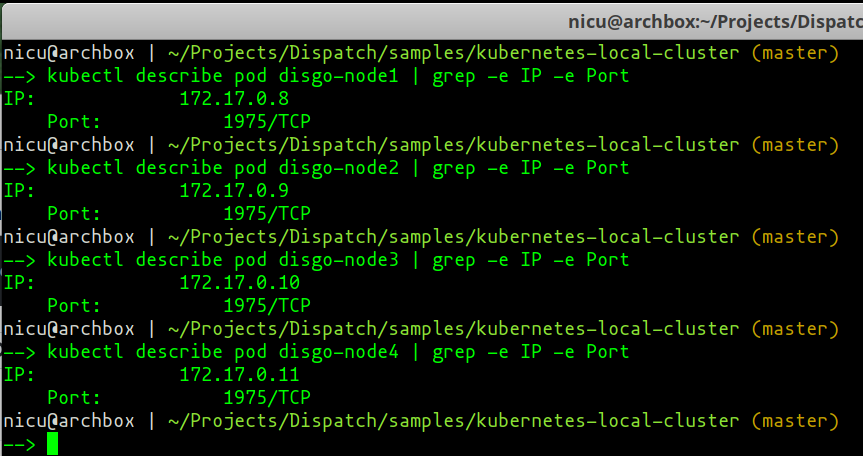 nicu@archbox:~/Projects/Dispatc
nicu@archbox | ~/Projects/Dispatch/samples/kubernetes-local-cluster (master)
--> kubectl describe pod disgo-node1 | grep -e IP -e Port
IP: 172.17.0.8
Port: 1975/TCP
nicu@archbox | ~/Projects/Dispatch/samples/kubernetes-local-cluster (master)
--> kubectl describe pod disgo-node2 | grep -e IP -e Port
IP: 172.17.0.9
Port: 1975/TCP
nicu@archbox | ~/Projects/Dispatch/samples/kubernetes-local-cluster (master)
--> kubectl describe pod disgo-node3 | grep -e IP -e Port
IP: 172.17.0.10
Port: 1975/TCP
nicu@archbox | ~/Projects/Dispatch/samples/kubernetes-local-cluster (master)
--> kubectl describe pod disgo-node4 | grep -e IP -e Port
IP: 172.17.0.11
Port: 1975/TCP
nicu@archbox | ~/Projects/Dispatch/samples/kubernetes-local-cluster (master)
-->